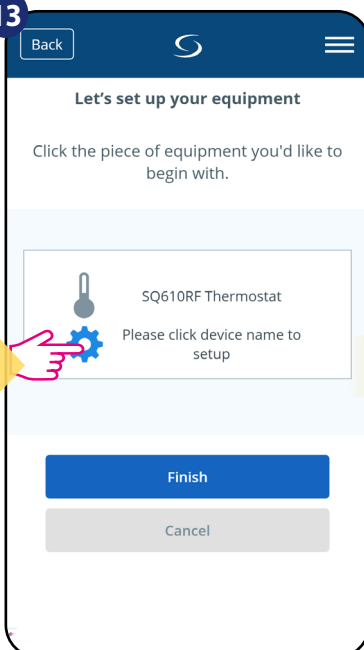 13
Back
Let’s set up your equipment
Click the piece of equipment you'd like to
begin with.
SQ610RF Thermostat
Please click device name to
setup
Finish
Cancel